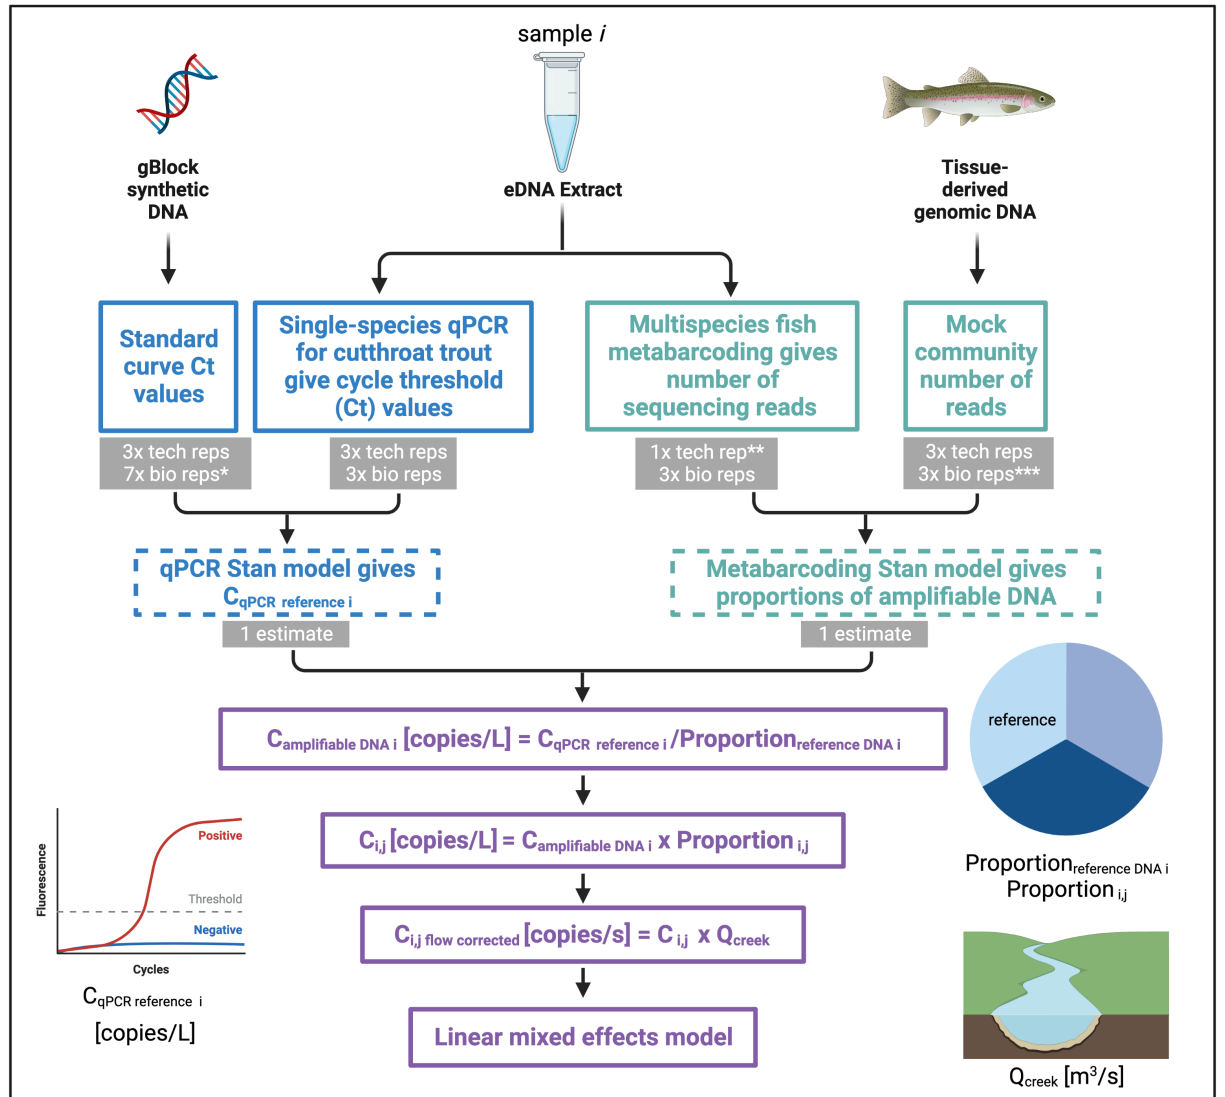 sample i
gBlock
synthetic
DNA
eDNA Extract
Tissue-
derived
genomic DNA
Standard
curve Ct
values
Single-species qPCR
for cutthroat trout
give cycle threshold
(Ct) values
Multispecies fish
metabarcoding gives
number of
sequencing reads
Mock
community
number of
reads
3x tech reps
7x bio reps*
3x tech reps
3x bio reps
1x tech rep**
3x bio reps
3x tech reps
3x bio reps***
qPCR Stan model gives
CqPCR reference i
Metabarcoding Stan model gives
proportions of amplifiable DNA
1 estimate
1 estimate
Camplifiable DNA i [copies/L] = CqPCR reference i /Proportionreference DNA i
reference
Ci,j [copies/L] = Camplifiable DNA i x Proportion i,j
Proportionreference DNA i
Proportion i,j
Ci,j flow corrected [copies/s] = C i,j x Qcreek
Linear mixed effects model
Fluorescence
Positive
Threshold
Negative
Cycles
CqPCR reference i
[copies/L]
Qcreek [m³/s]